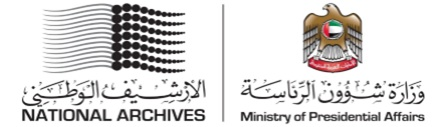 الأرشيف الوطني
NATIONAL ARCHIVES
وزارة شؤون الرئاسة
Ministry of Presidential Affairs